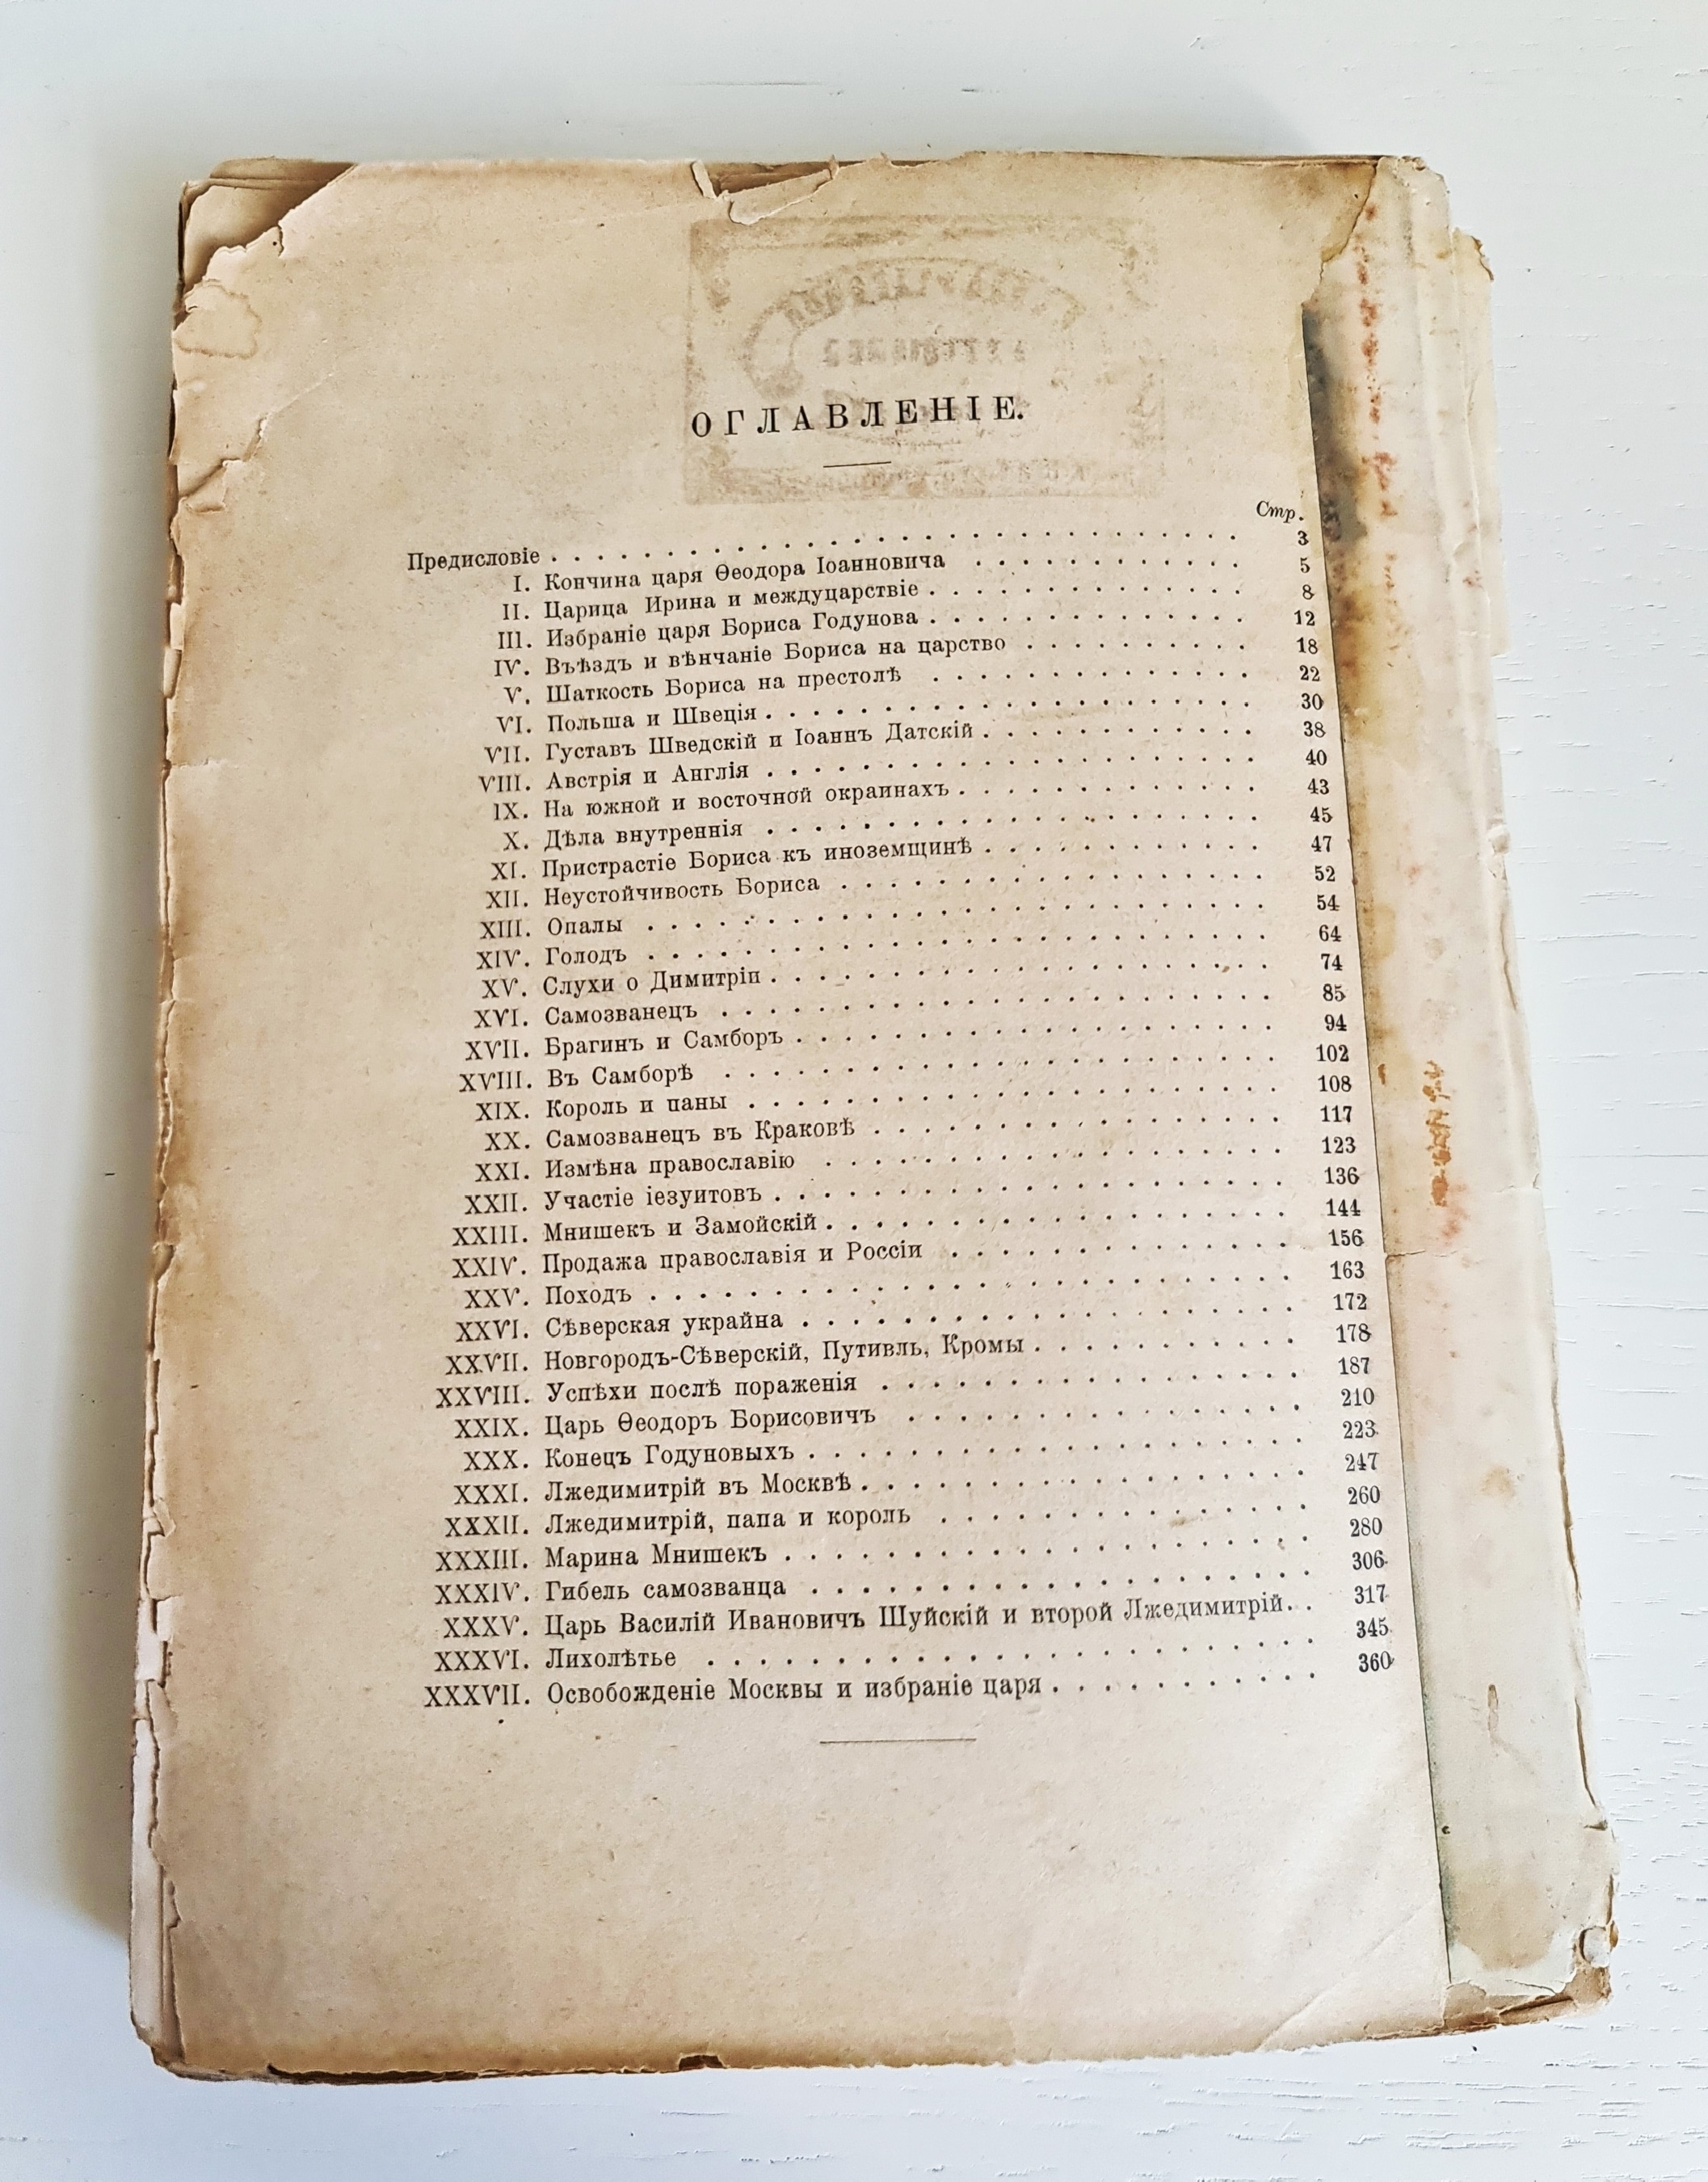 ОГЛАВЛЕНІЕ.
Стр.
Предисловіе . . . . . . . . . . . . . . . . . . . . . . . 3
I. Кончина царя Ѳеодора Іоанновича . . . . . . . . . . . . 5
II. Царица Ирина и междуцарствіе . . . . . . . . . . . . . . 8
III. Избраніе царя Бориса Годунова . . . . . . . . . . . . . . 12
IV. Въѣздъ и вѣнчаніе Бориса на царство . . . . . . . . . . 18
V. Шаткость Бориса на престолѣ . . . . . . . . . . . . . . 22
VI. Польша и Швеція . . . . . . . . . . . . . . . . . . . . 30
VII. Густавъ Шведскій и Іоаннъ Датскій . . . . . . . . . . . . 38
VIII. Австрія и Англія . . . . . . . . . . . . . . . . . . . . 40
IX. На южной и восточной окраинахъ . . . . . . . . . . . . . 43
X. Дѣла внутреннія . . . . . . . . . . . . . . . . . . . . 45
XI. Пристрастіе Бориса къ иноземщинѣ . . . . . . . . . . . . 47
XII. Неустойчивость Бориса . . . . . . . . . . . . . . . . . 52
XIII. Опалы . . . . . . . . . . . . . . . . . . . . . . . . . 54
XIV. Голодъ . . . . . . . . . . . . . . . . . . . . . . . . . 64
XV. Слухи о Димитріи . . . . . . . . . . . . . . . . . . . . 74
XVI. Самозванецъ . . . . . . . . . . . . . . . . . . . . . . 85
XVII. Брагинъ и Самборъ . . . . . . . . . . . . . . . . . . . 94
XVIII. Въ Самборѣ . . . . . . . . . . . . . . . . . . . . . . 102
XIX. Король и паны . . . . . . . . . . . . . . . . . . . . . 108
XX. Самозванецъ въ Краковѣ . . . . . . . . . . . . . . . . 117
XXI. Измѣна православію . . . . . . . . . . . . . . . . . . 123
XXII. Участіе іезуитовъ . . . . . . . . . . . . . . . . . . . 136
XXIII. Мнишекъ и Замойскій . . . . . . . . . . . . . . . . . . 144
XXIV. Продажа православія и Россіи . . . . . . . . . . . . . 156
XXV. Походъ . . . . . . . . . . . . . . . . . . . . . . . . 163
XXVI. Сѣверская украйна . . . . . . . . . . . . . . . . . . . 172
XXVII. Новгородъ-Сѣверскій, Путивль, Кромы . . . . . . . . . . 178
XXVIII. Успѣхи послѣ пораженія . . . . . . . . . . . . . . . . 187
XXIX. Царь Ѳеодоръ Борисовичъ . . . . . . . . . . . . . . . 210
XXX. Конецъ Годуновыхъ . . . . . . . . . . . . . . . . . . . 223
XXXI. Лжедимитрій въ Москвѣ . . . . . . . . . . . . . . . . . 247
XXXII. Лжедимитрій, папа и король . . . . . . . . . . . . . . 260
XXXIII. Марина Мнишекъ . . . . . . . . . . . . . . . . . . . . 280
XXXIV. Гибель самозванца . . . . . . . . . . . . . . . . . . . 306
XXXV. Царь Василій Ивановичъ Шуйскій и второй Лжедимитрій . . 317
XXXVI. Лихолѣтье . . . . . . . . . . . . . . . . . . . . . . 345
XXXVII. Освобожденіе Москвы и избраніе царя . . . . . . . . . . 360